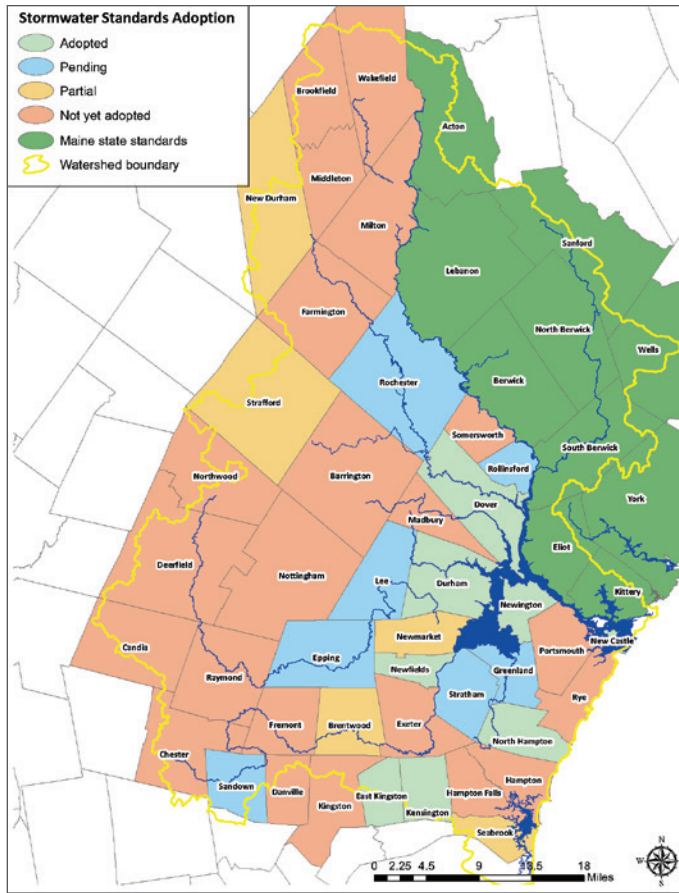 Stormwater Standards Adoption
Adopted
Pending
Partial
Not yet adopted
Maine state standards
Watershed boundary
Wakefield
Brookfield
Acton
Middleton
New Durham
Milton
Sanford
Lebanon
Farmington
North Berwick
Wells
Rochester
Berwick
Strafford
Somersworth
South Berwick
Rollinsford
Northwood
Barrington
York
Dover
Madbury
Eliot
Deerfield
Nottingham
Lee
Durham
Kittery
Newington
Newmarket
New Castle
Candia
Epping
Portsmouth
Newfields
Greenland
Raymond
Stratham
Rye
Fremont
Brentwood
Exeter
North Hampton
Chester
Sandown
Danville
Kingston
East Kingston
Kensington
Hampton Falls
Hampton
Seabrook
0 2.25 4.5 9 13.5 18
Miles
N
W E
S